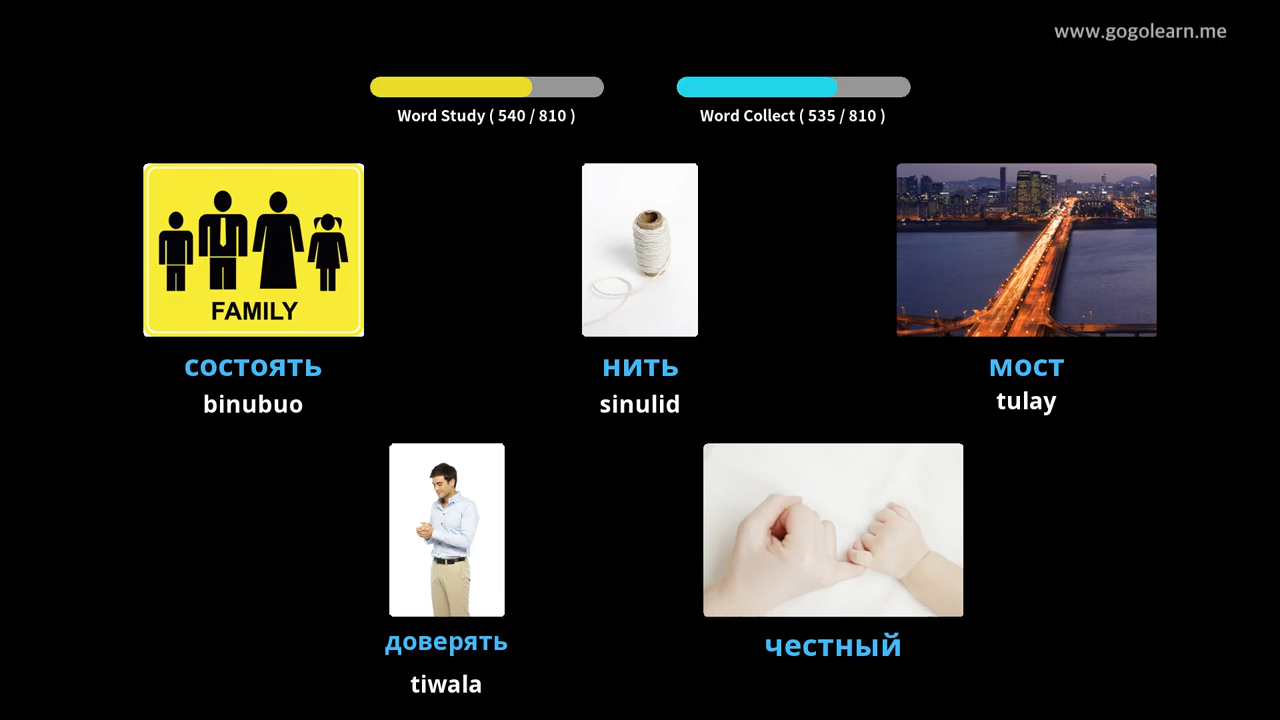 www.gogolearn.me
Word Study ( 540 / 810 )
Word Collect ( 535 / 810 )
FAMILY
состоять
binubuo
нить
sinulid
мост
tulay
доверять
tiwala
честный